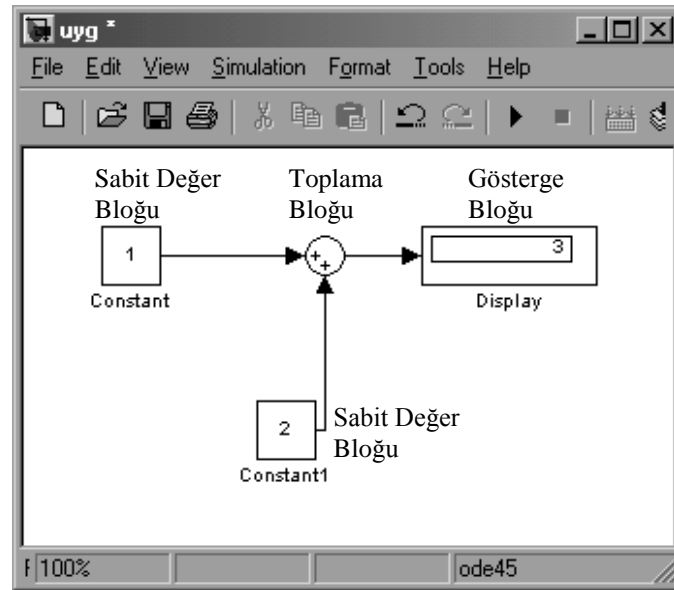 uyg *
File Edit View Simulation Format Tools Help
Sabit Değer Bloğu
Toplama Bloğu
Gösterge Bloğu
1
+
+
3
Constant
Display
2
Sabit Değer Bloğu
Constant1
F 100%
ode45